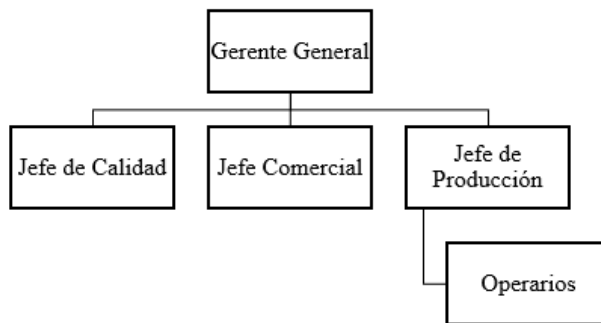 Gerente General
Jefe de Calidad
Jefe Comercial
Jefe de
Producción
Operarios